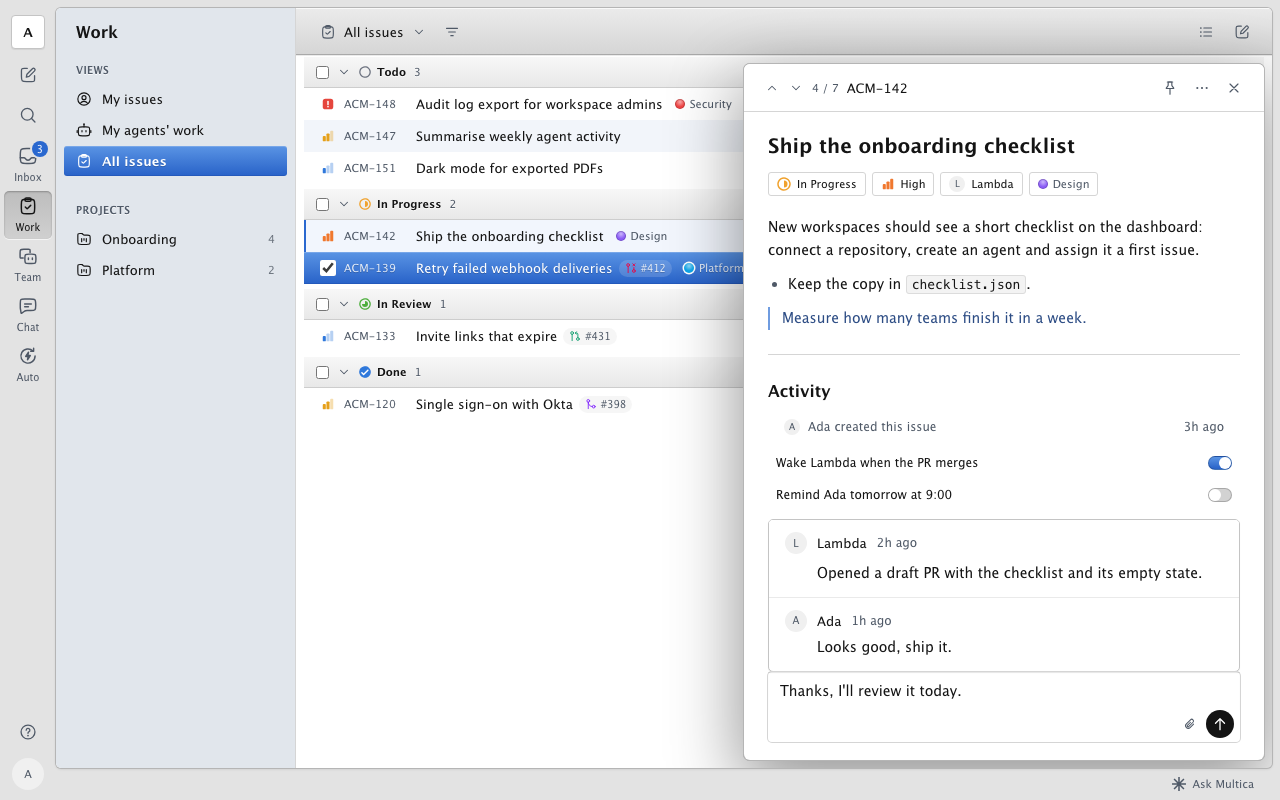 A
3
Inbox
Work
Team
Chat
Auto
A
Work
VIEWS
My issues
My agents' work
All issues
PROJECTS
Onboarding 4
Platform 2
All issues
Todo 3
ACM-148 Audit log export for workspace admins Security
ACM-147 Summarise weekly agent activity
ACM-151 Dark mode for exported PDFs
In Progress 2
ACM-142 Ship the onboarding checklist Design
ACM-139 Retry failed webhook deliveries #412 Platform
In Review 1
ACM-133 Invite links that expire #431
Done 1
ACM-120 Single sign-on with Okta #398
4 / 7 ACM-142
Ship the onboarding checklist
In Progress High L Lambda Design
New workspaces should see a short checklist on the dashboard:
connect a repository, create an agent and assign it a first issue.
• Keep the copy in checklist.json.
Measure how many teams finish it in a week.
Activity
A Ada created this issue 3h ago
Wake Lambda when the PR merges
Remind Ada tomorrow at 9:00
L Lambda 2h ago
Opened a draft PR with the checklist and its empty state.
A Ada 1h ago
Looks good, ship it.
Thanks, I'll review it today.
Ask Multica